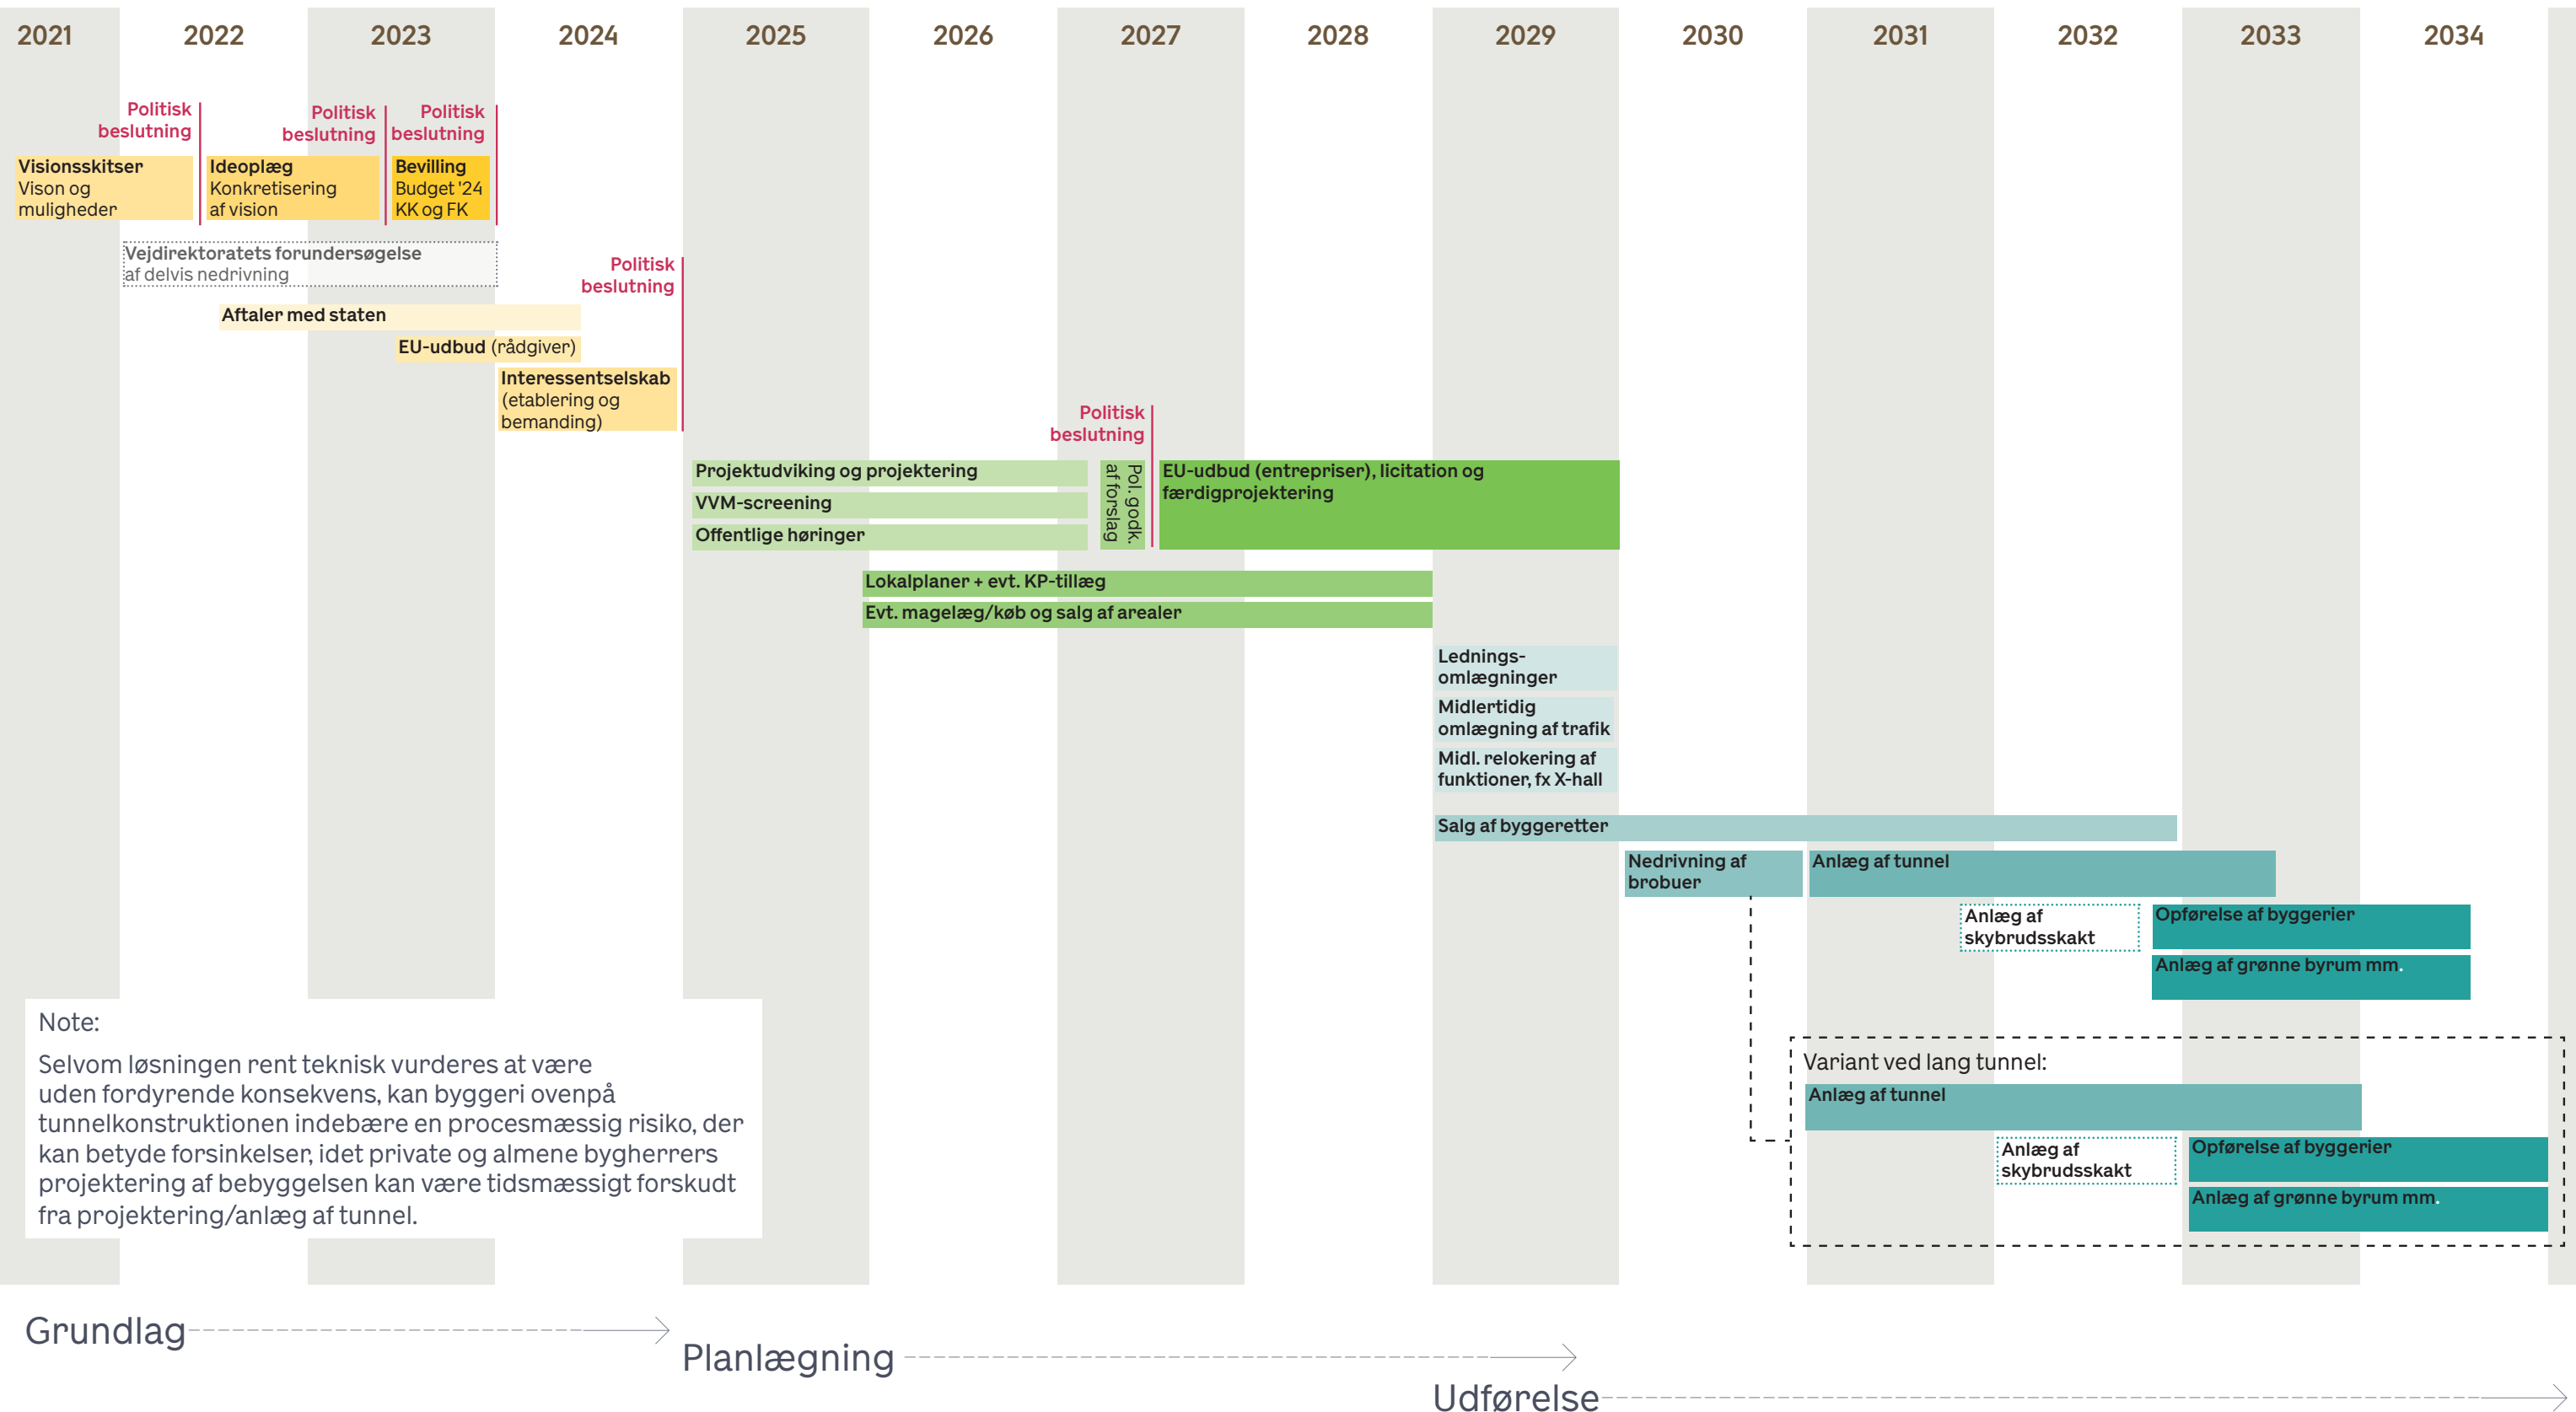 2021 2022 2023 2024 2025 2026 2027 2028 2029 2030 2031 2032 2033 2034
Politisk
beslutning
Politisk
beslutning
Politisk
beslutning
Visionsskitser
Vison og
muligheder
Ideoplæg
Konkretisering
af vision
Bevilling
Budget '24
KK og FK
Vejdirektoratets forundersøgelse
af delvis nedrivning
Politisk
beslutning
Aftaler med staten
EU-udbud (rådgiver)
Interessentselskab
(etablering og
bemanding)
Politisk
beslutning
Projektudviking og projektering
VVM-screening
Offentlige høringer
Pol. godk.
af forslag
EU-udbud (entrepriser), licitation og
færdigprojektering
Lokalplaner + evt. KP-tillæg
Evt. magelæg/køb og salg af arealer
Lednings-
omlægninger
Midlertidig
omlægning af trafik
Midl. relokering af
funktioner, fx X-hall
Salg af byggeretter
Nedrivning af
brobuer
Anlæg af tunnel
Anlæg af
skybrudsskakt
Opførelse af byggerier
Anlæg af grønne byrum mm.
Variant ved lang tunnel:
Anlæg af tunnel
Anlæg af
skybrudsskakt
Opførelse af byggerier
Anlæg af grønne byrum mm.
Note:
Selvom løsningen rent teknisk vurderes at være
uden fordyrende konsekvens, kan byggeri ovenpå
tunnelkonstruktionen indebære en procesmæssig risiko, der
kan betyde forsinkelser, idet private og almene bygherrers
projektering af bebyggelsen kan være tidsmæssigt forskudt
fra projektering/anlæg af tunnel.
Grundlag
Planlægning
Udførelse